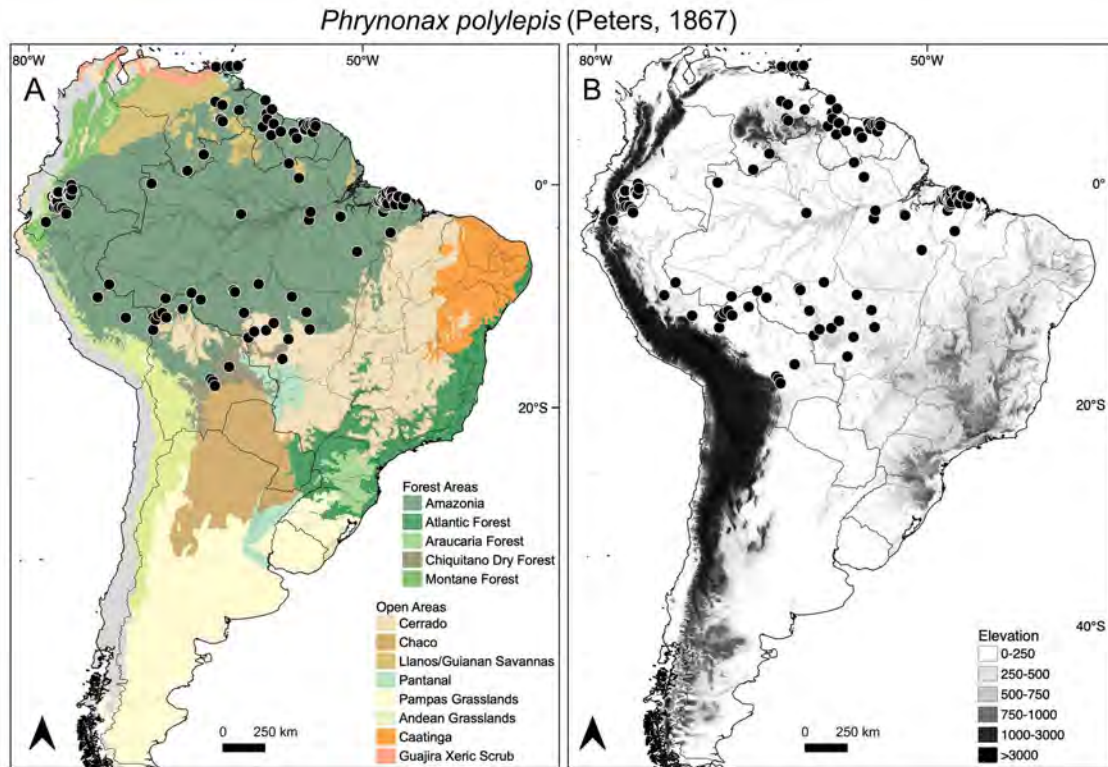 Phrynonax polylepis (Peters, 1867)
80°W
50°W
A
0°
20°S
Forest Areas
Amazonia
Atlantic Forest
Araucaria Forest
Chiquitano Dry Forest
Montane Forest
Open Areas
Cerrado
Chaco
Llanos/Guianan Savannas
Pantanal
Pampas Grasslands
Andean Grasslands
Caatinga
Guajira Xeric Scrub
0 250 km
80°W
50°W
B
0°
20°S
40°S
Elevation
0-250
250-500
500-750
750-1000
1000-3000
>3000
0 250 km